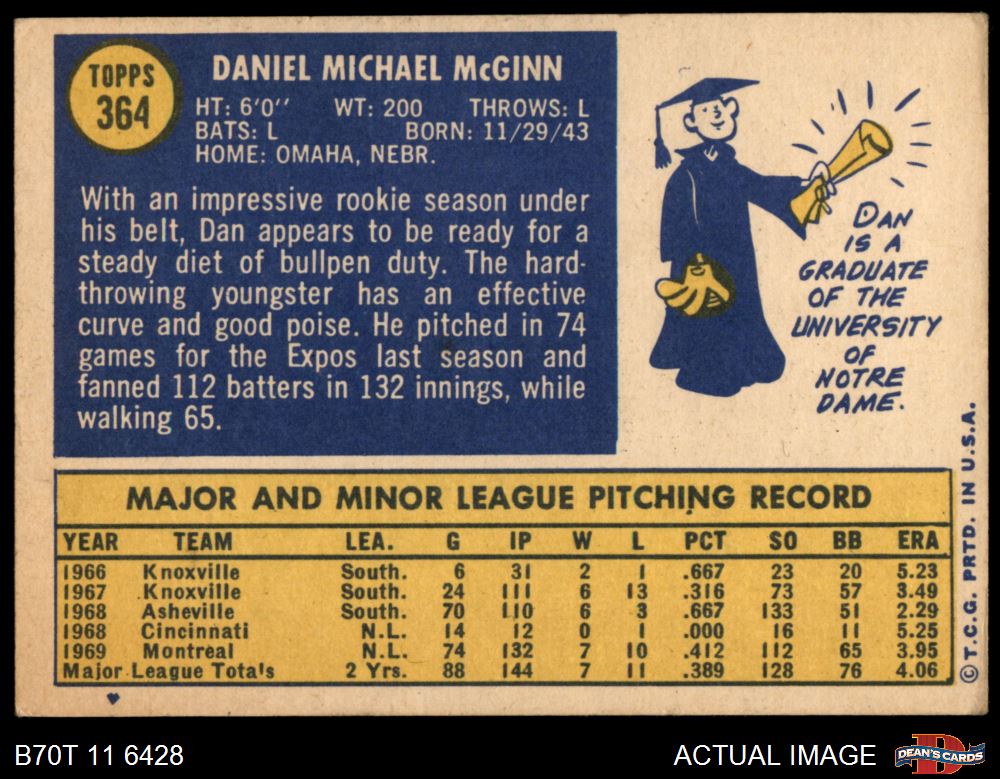 TOPPS
364
DANIEL MICHAEL McGINN
HT: 6'0'' WT: 200 THROWS: L
BATS: L BORN: 11/29/43
HOME: OMAHA, NEBR.
With an impressive rookie season under
his belt, Dan appears to be ready for a
steady diet of bullpen duty. The hard-
throwing youngster has an effective
curve and good poise. He pitched in 74
games for the Expos last season and
fanned 112 batters in 132 innings, while
walking 65.
DAN
IS A
GRADUATE
OF THE
UNIVERSITY
OF
NOTRE
DAME.
MAJOR AND MINOR LEAGUE PITCHING RECORD
YEAR TEAM LEA. G IP W L PCT SO BB ERA
1966 Knoxville South. 6 31 2 1 .667 23 20 5.23
1967 Knoxville South. 24 111 6 13 .316 73 57 3.49
1968 Asheville South. 70 110 6 3 .667 133 51 2.29
1968 Cincinnati N.L. 14 12 0 1 .000 16 11 5.25
1969 Montreal N.L. 74 132 7 10 .412 112 65 3.95
Major League Totals 2 Yrs. 88 144 7 11 .389 128 76 4.06
© T.C.G. PRTD. IN U.S.A.
B70T 11 6428
ACTUAL IMAGE
D
DEAN'S CARDS